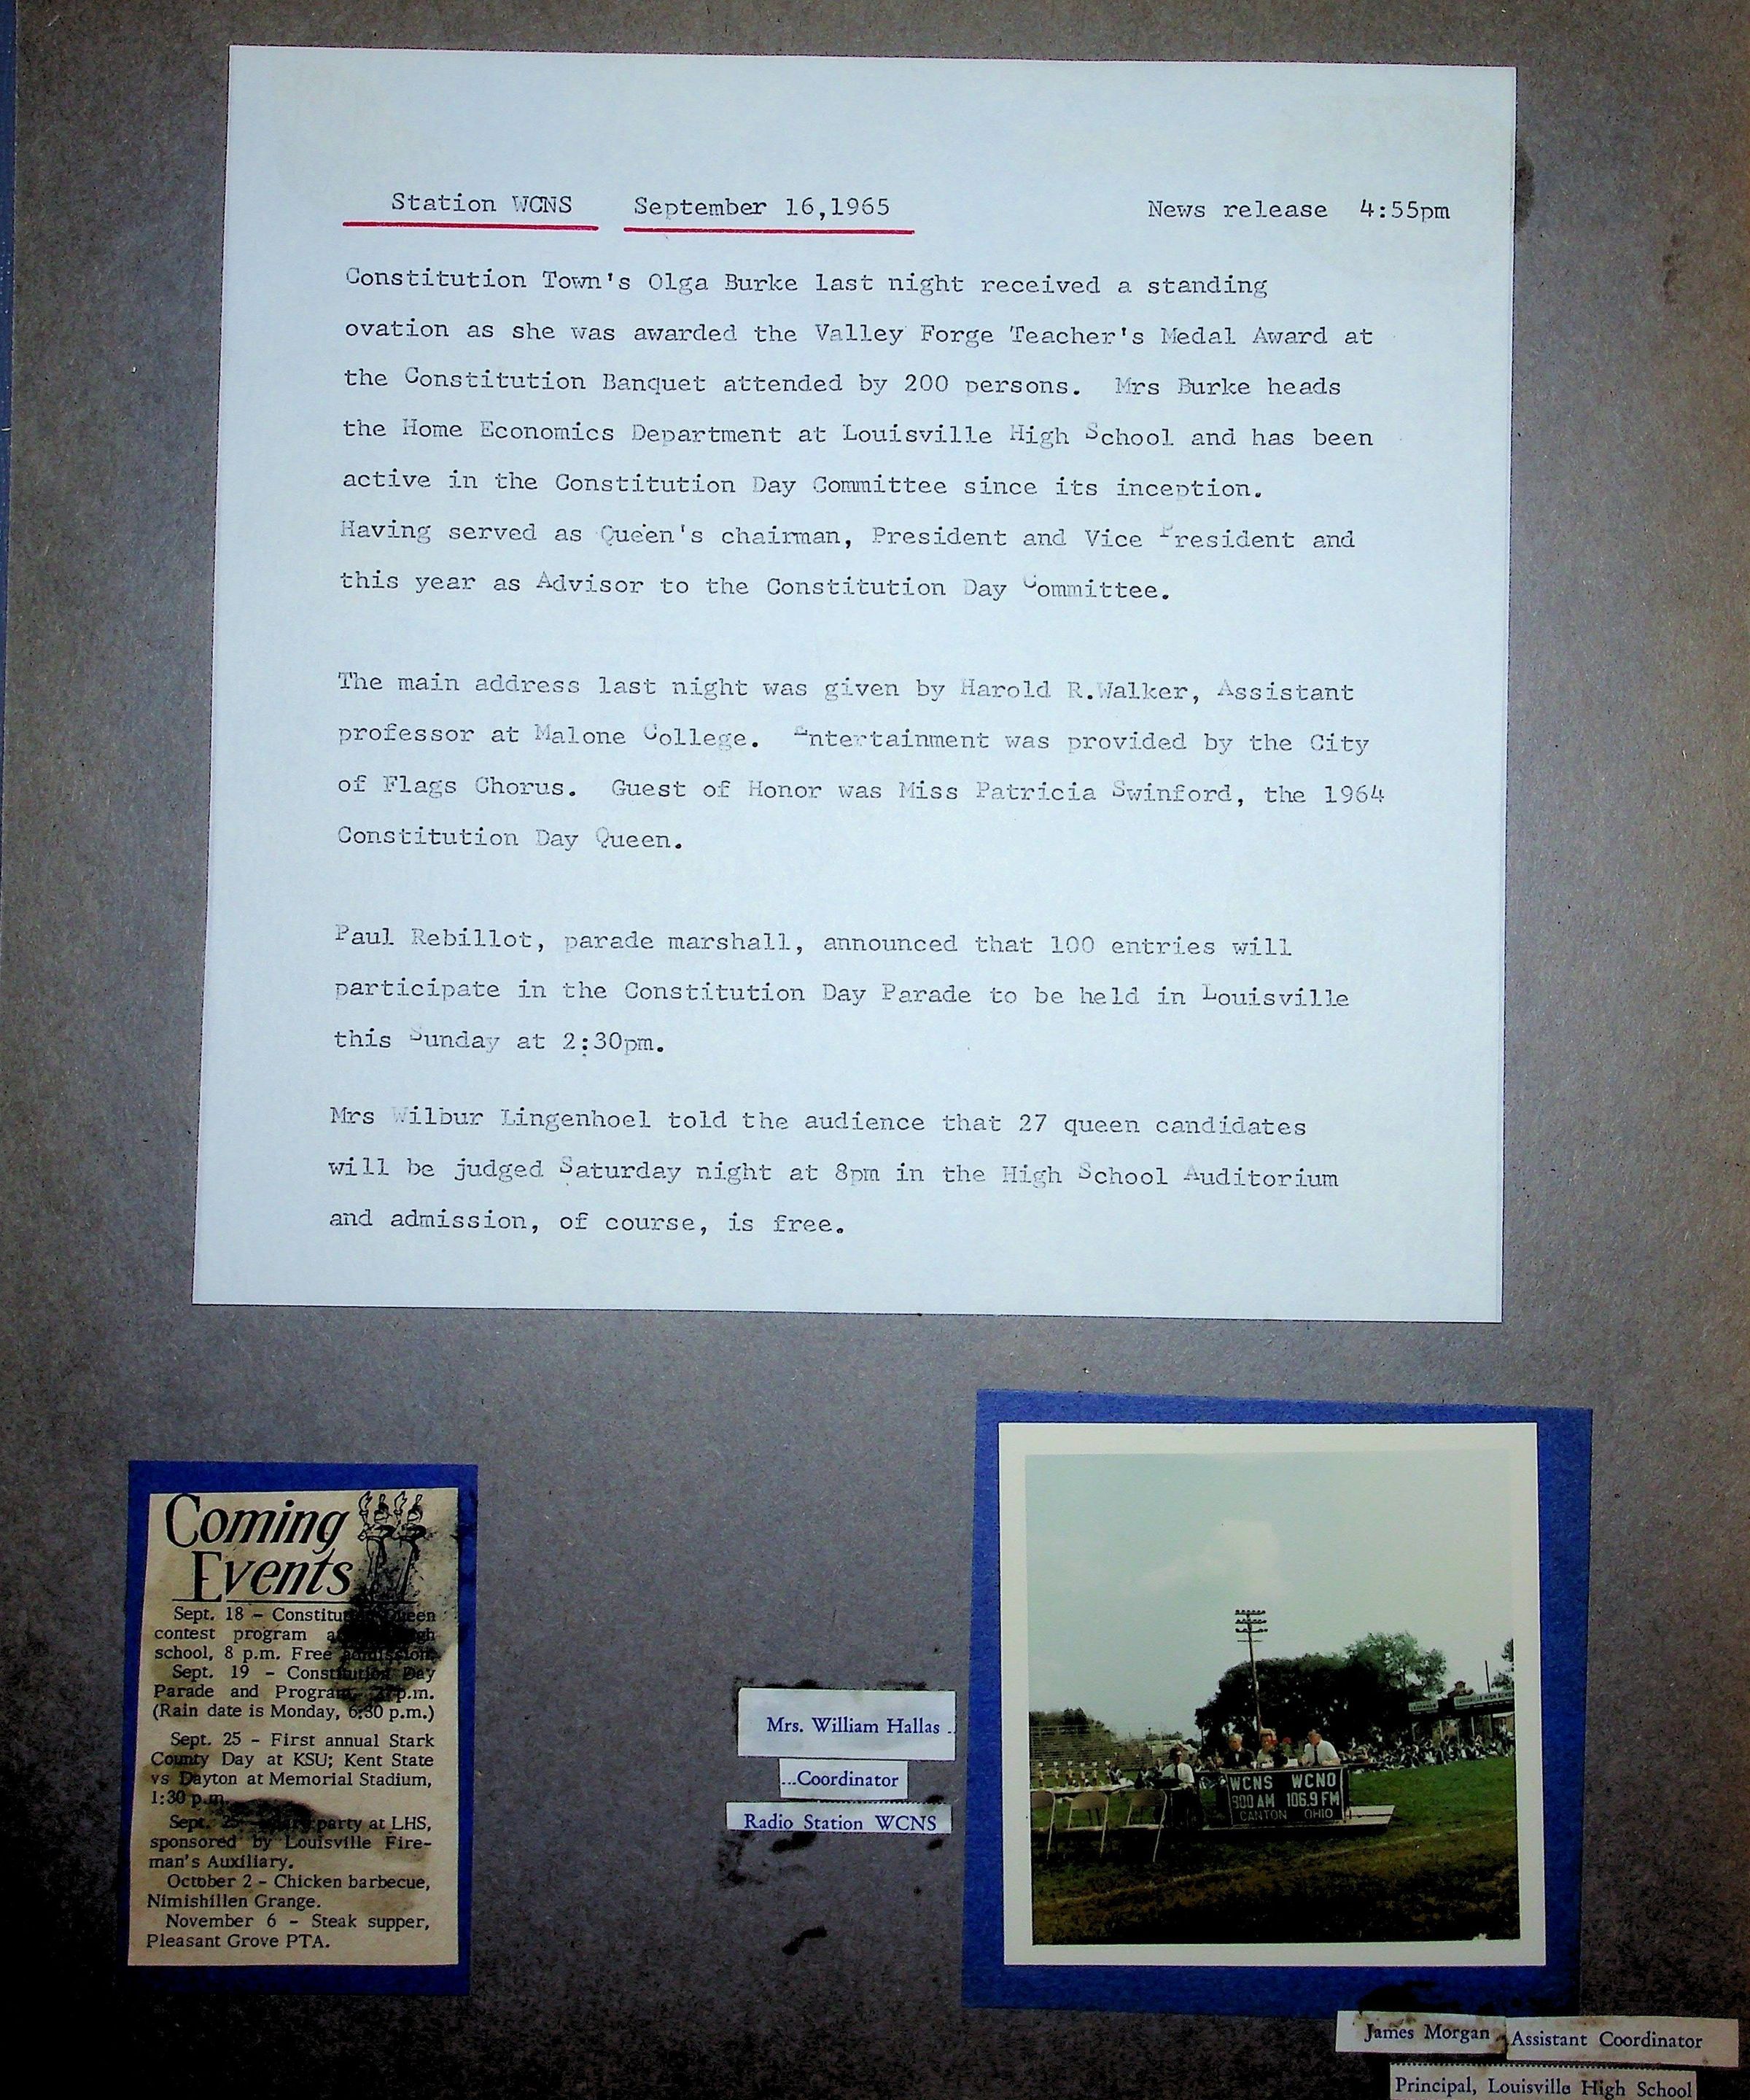 Station WCNS September 16,1965 News release 4:55pm
Constitution Town's Olga Burke last night received a standing
ovation as she was awarded the Valley Forge Teacher's Medal Award at
the Constitution Banquet attended by 200 persons. Mrs Burke heads
the Home Economics Department at Louisville High School and has been
active in the Constitution Day Committee since its inception.
Having served as Queen's chairman, President and Vice President and
this year as Advisor to the Constitution Day Committee.
The main address last night was given by Harold R.Walker, Assistant
professor at Malone College. Entertainment was provided by the City
of Flags Chorus. Guest of Honor was Miss Patricia Swinford, the 1964
Constitution Day Queen.
Paul Rebillot, parade marshall, announced that 100 entries will
participate in the Constitution Day Parade to be held in Louisville
this Sunday at 2:30pm.
Mrs Wilbur Lingenhoel told the audience that 27 queen candidates
will be judged Saturday night at 8pm in the High School Auditorium
and admission, of course, is free.
Coming
Events
Sept. 18 - Constitution Queen
contest program high
school, 8 p.m. Free admission.
Sept. 19 - Constitution Day
Parade and Program, p.m.
(Rain date is Monday, 6:30 p.m.)
Sept. 25 - First annual Stark
County Day at KSU; Kent State
vs Dayton at Memorial Stadium,
1:30 p.m.
Sept. 25 - party at LHS,
sponsored by Louisville Fire-
man's Auxiliary.
October 2 - Chicken barbecue,
Nimishillen Grange.
November 6 - Steak supper,
Pleasant Grove PTA.
Mrs. William Hallas ..
...Coordinator
Radio Station WCNS
WCNS WCNO
900 AM 106.9 FM
CANTON OHIO
LOUISVILLE HIGH SCHOOL
James Morgan Assistant Coordinator
Principal, Louisville High School